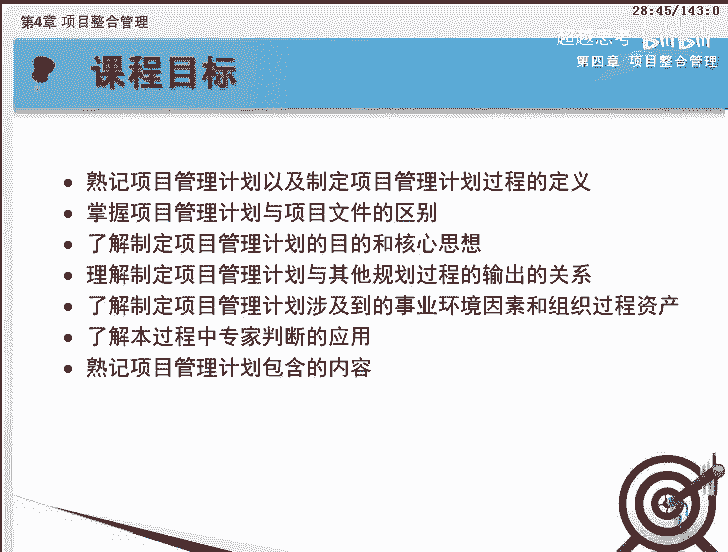 28:45/143:0
第4章 项目整合管理
超越思考 bilibili
第四章 项目整合管理
课程目标
• 熟记项目管理计划以及制定项目管理计划过程的定义
• 掌握项目管理计划与项目文件的区别
• 了解制定项目管理计划的目的和核心思想
• 理解制定项目管理计划与其他规划过程的输出的关系
• 了解制定项目管理计划涉及到的事业环境因素和组织过程资产
• 了解本过程中专家判断的应用
• 熟记项目管理计划包含的内容